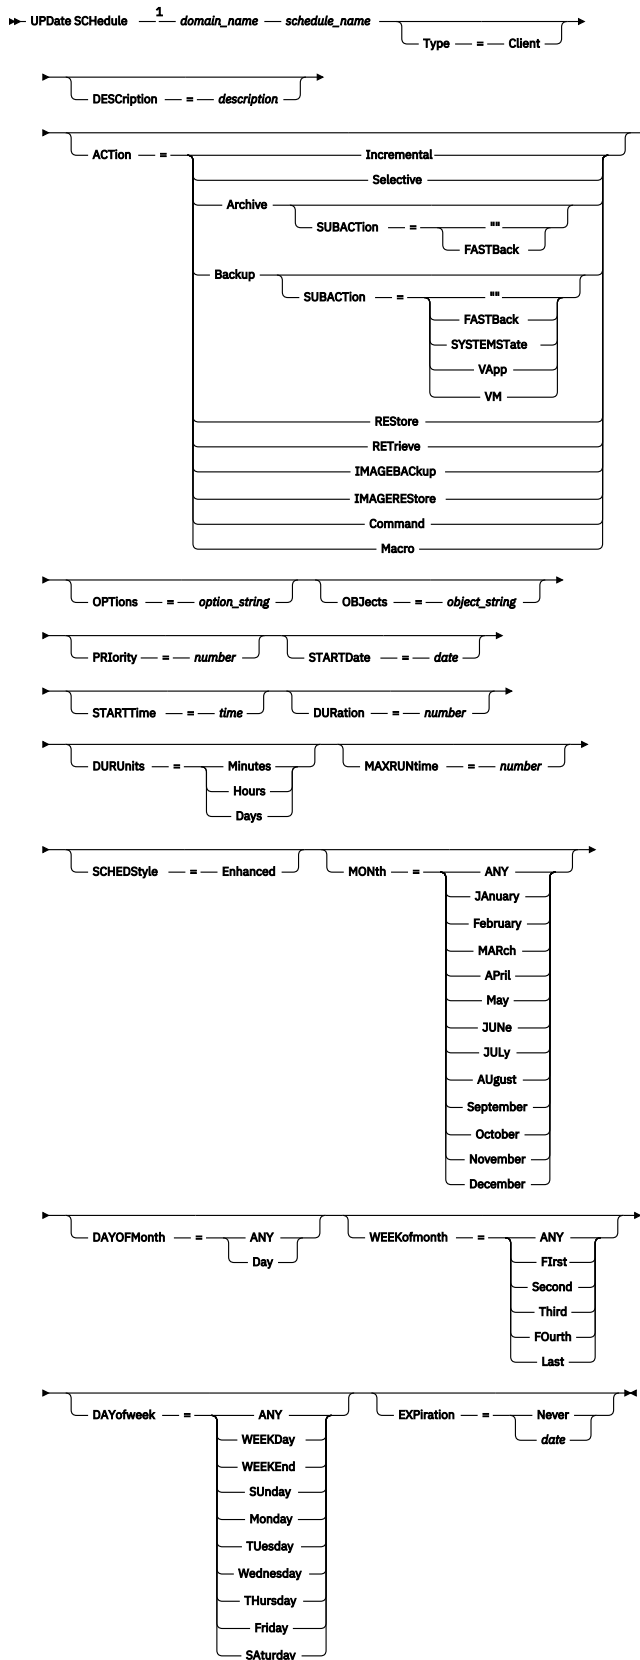 UPDate SCHedule 1 domain_name schedule_name
Type = Client
DESCription = description
ACTion = Incremental
Selective
Archive
SUBACTion = ""
FASTBack
Backup
SUBACTion = ""
FASTBack
SYSTEMSTate
VApp
VM
REStore
RETrieve
IMAGEBACkup
IMAGEREStore
Command
Macro
OPTions = option_string OBJects = object_string
PRIority = number STARTDate = date
STARTTime = time DURation = number
DURUnits = Minutes MAXRUNtime = number
Hours
Days
SCHEDStyle = Enhanced MONth = ANY
JAnuary
February
MARch
APril
May
JUNe
JULy
AUgust
September
October
November
December
DAYOFMonth = ANY WEEKofmonth = ANY
Day FIrst
Second
Third
FOurth
Last
DAYofweek = ANY EXPiration = Never
WEEKDay date
WEEKEnd
SUnday
Monday
TUesday
Wednesday
THursday
Friday
SAturday